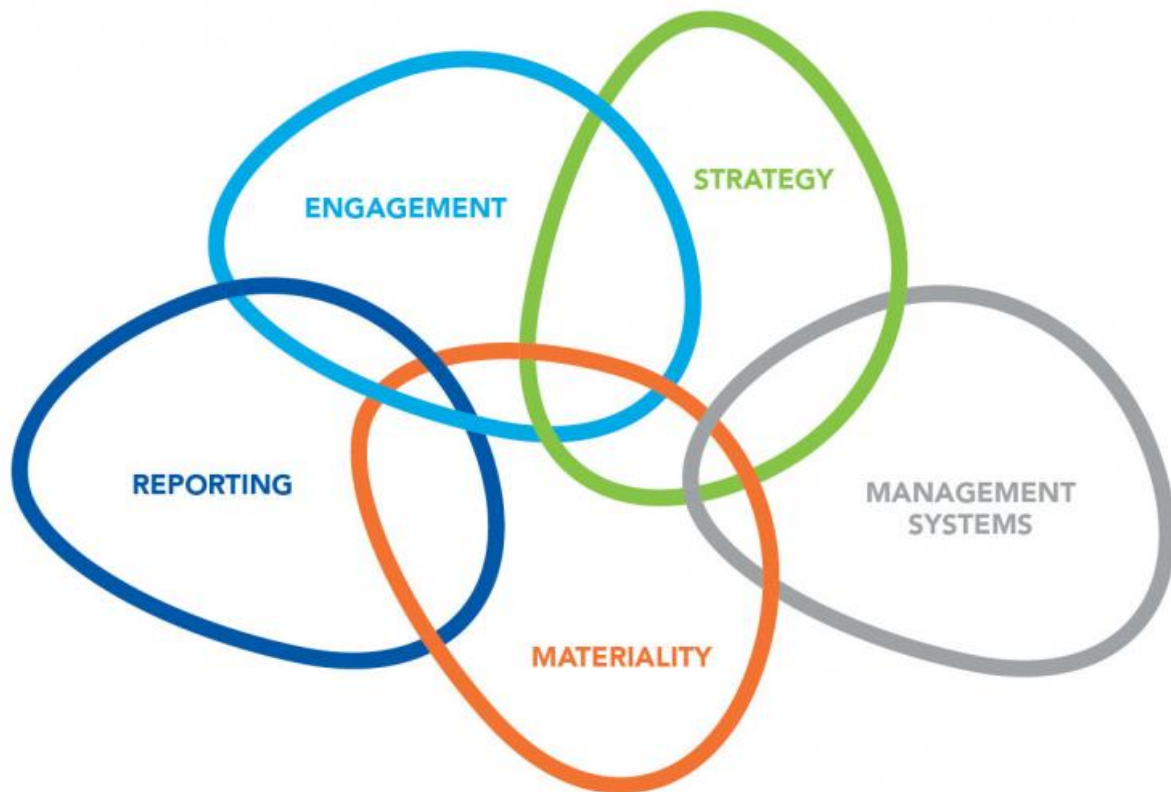 STRATEGY
ENGAGEMENT
REPORTING
MANAGEMENT
SYSTEMS
MATERIALITY